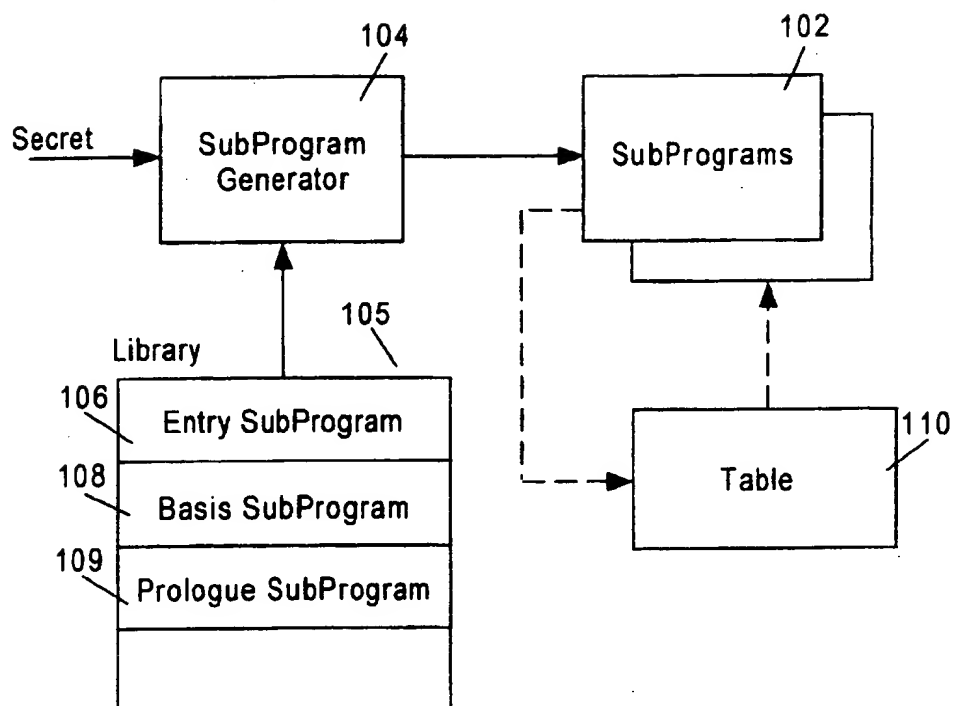 104
102
Secret
SubProgram
Generator
SubPrograms
105
Library
106
Entry SubProgram
110
108
Basis SubProgram
Table
109
Prologue SubProgram